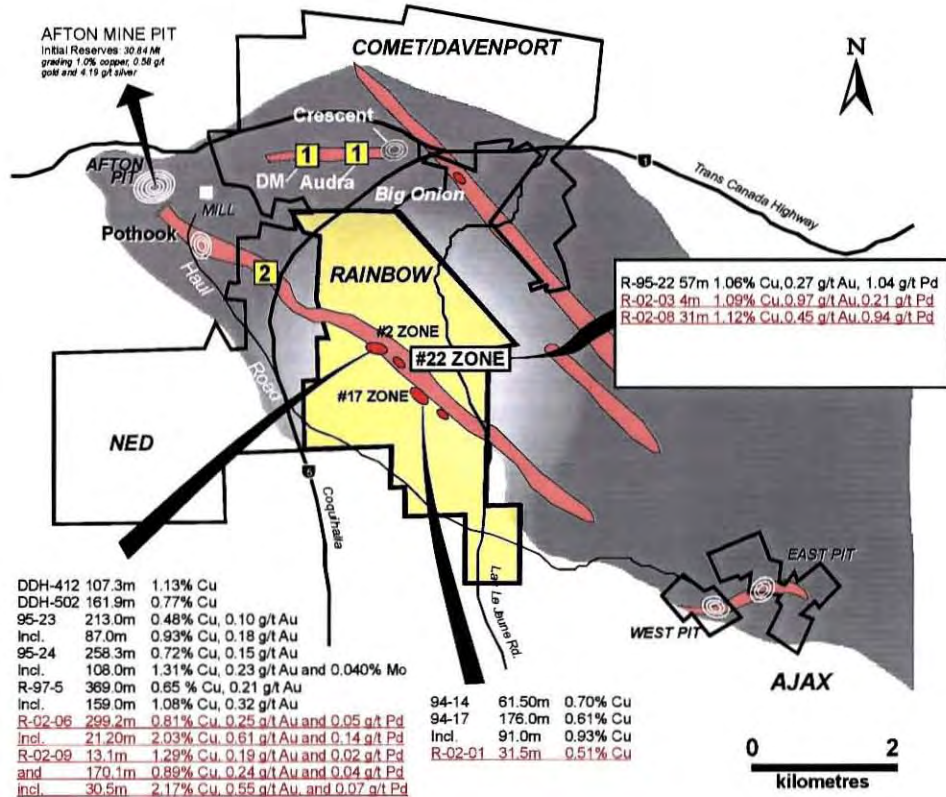 AFTON MINE PIT
Initial Reserves: 30.84 Mt
grading 1.0% copper, 0.58 g/t
gold and 4.19 g/t silver
COMET/DAVENPORT
N
Crescent
1
1
DM
Audra
Big Onion
1
Trans Canada Highway
AFTON
PIT
MILL
Pothook
Haul
Road
2
RAINBOW
#2 ZONE
#22 ZONE
#17 ZONE
R-95-22 57m 1.06% Cu,0.27 g/t Au, 1.04 g/t Pd
R-02-03 4m 1.09% Cu,0.97 g/t Au,0.21 g/t Pd
R-02-08 31m 1.12% Cu,0.45 g/t Au,0.94 g/t Pd
NED
Coquihalla
Lac Le Jeune Rd.
EAST PIT
WEST PIT
AJAX
DDH-412 107.3m 1.13% Cu
DDH-502 161.9m 0.77% Cu
95-23 213.0m 0.48% Cu, 0.10 g/t Au
Incl. 87.0m 0.93% Cu, 0.18 g/t Au
95-24 258.3m 0.72% Cu, 0.15 g/t Au
Incl. 108.0m 1.31% Cu, 0.23 g/t Au and 0.040% Mo
R-97-5 369.0m 0.65 % Cu, 0.21 g/t Au
Incl. 159.0m 1.08% Cu, 0.32 g/t Au
R-02-06 299.2m 0.81% Cu, 0.25 g/t Au and 0.05 g/t Pd
Incl. 21.20m 2.03% Cu, 0.61 g/t Au and 0.14 g/t Pd
R-02-09 13.1m 1.29% Cu, 0.19 g/t Au and 0.02 g/t Pd
and 170.1m 0.89% Cu, 0.24 g/t Au and 0.04 g/t Pd
incl. 30.5m 2.17% Cu, 0.55 g/t Au, and 0.07 g/t Pd
94-14 61.50m 0.70% Cu
94-17 176.0m 0.61% Cu
Incl. 91.0m 0.93% Cu
R-02-01 31.5m 0.51% Cu
0 2
kilometres